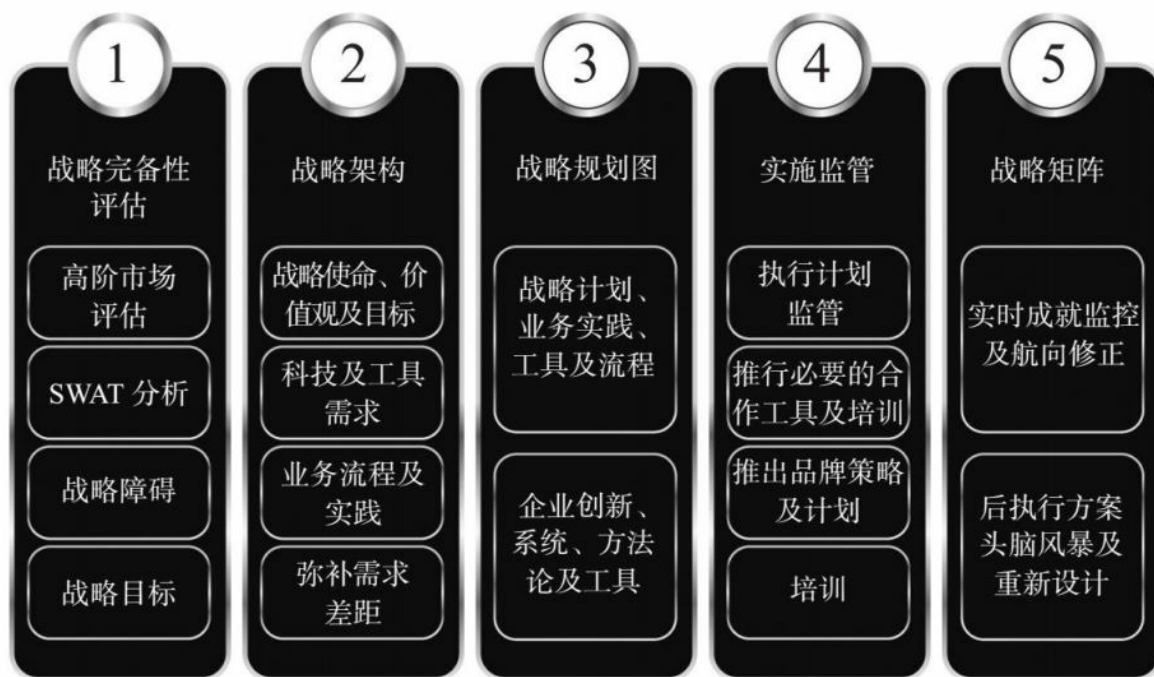 1
战略完备性
评估
高阶市场
评估
SWAT 分析
战略障碍
战略目标
2
战略架构
战略使命、价
值观及目标
科技及工具
需求
业务流程及
实践
弥补需求
差距
3
战略规划图
战略计划、
业务实践、
工具及流程
企业创新、
系统、方法
论及工具
4
实施监管
执行计划
监管
推行必要的合
作工具及培训
推出品牌策略
及计划
培训
5
战略矩阵
实时成就监控
及航向修正
后执行方案
头脑风暴及
重新设计